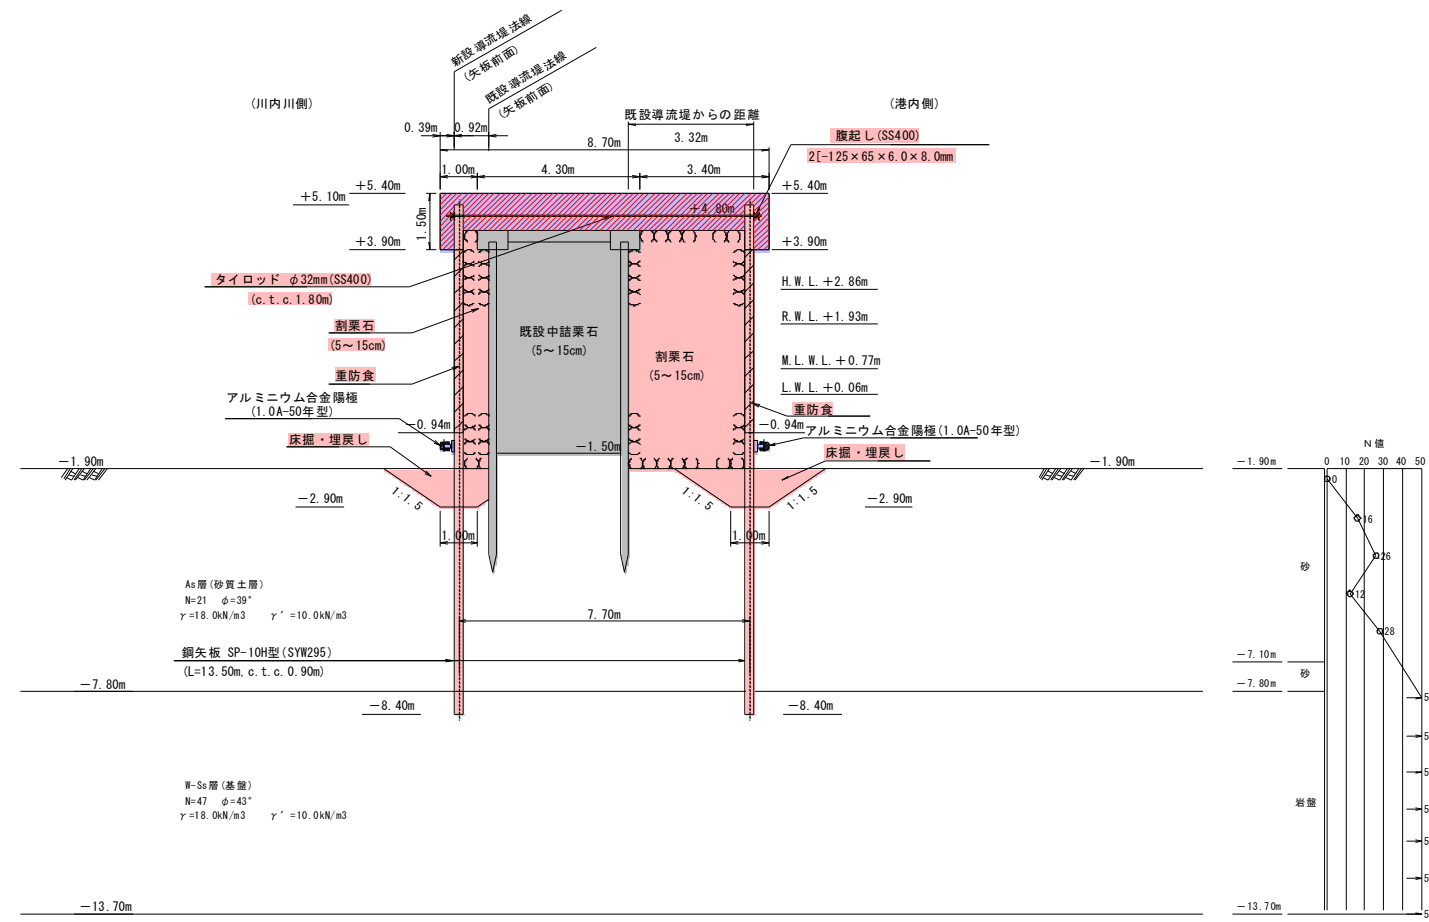 新設導流堤法線
(矢板前面)
既設導流堤法線
(矢板前面)
(川内川側)
(港内側)
既設導流堤からの距離
0.39m
0.92m
3.32m
8.70m
腹起し(SS400)
2[-125×65×6.0×8.0mm
1.00m
4.30m
3.40m
+5.40m
+5.10m
+5.40m
+4.80m
1.50m
+3.90m
+3.90m
タイロッド φ32mm(SS400)
(c.t.c.1.80m)
H.W.L.+2.86m
R.W.L.+1.93m
割栗石
(5～15cm)
既設中詰栗石
(5～15cm)
割栗石
(5～15cm)
M.L.W.L.+0.77m
L.W.L.+0.06m
重防食
重防食
アルミニウム合金陽極
(1.0A-50年型)
-0.94m
-0.94m
アルミニウム合金陽極(1.0A-50年型)
床掘・埋戻し
-1.50m
床掘・埋戻し
-1.90m
-1.90m
-2.90m
1:1.5
1:1.5
1:1.5
-2.90m
1.00m
1.00m
As層(砂質土層)
N=21 φ=39°
γ=18.0kN/m3 γ´=10.0kN/m3
7.70m
鋼矢板 SP-10H型(SYW295)
(L=13.50m,c.t.c.0.90m)
-7.80m
-8.40m
-8.40m
W-Ss層(基盤)
N=47 φ=43°
γ=18.0kN/m3 γ´=10.0kN/m3
-13.70m
N値
0 10 20 30 40 50
-1.90m
0
16
26
砂
12
28
-7.10m
砂
-7.80m
5
5
5
岩盤
5
5
5
-13.70m
5